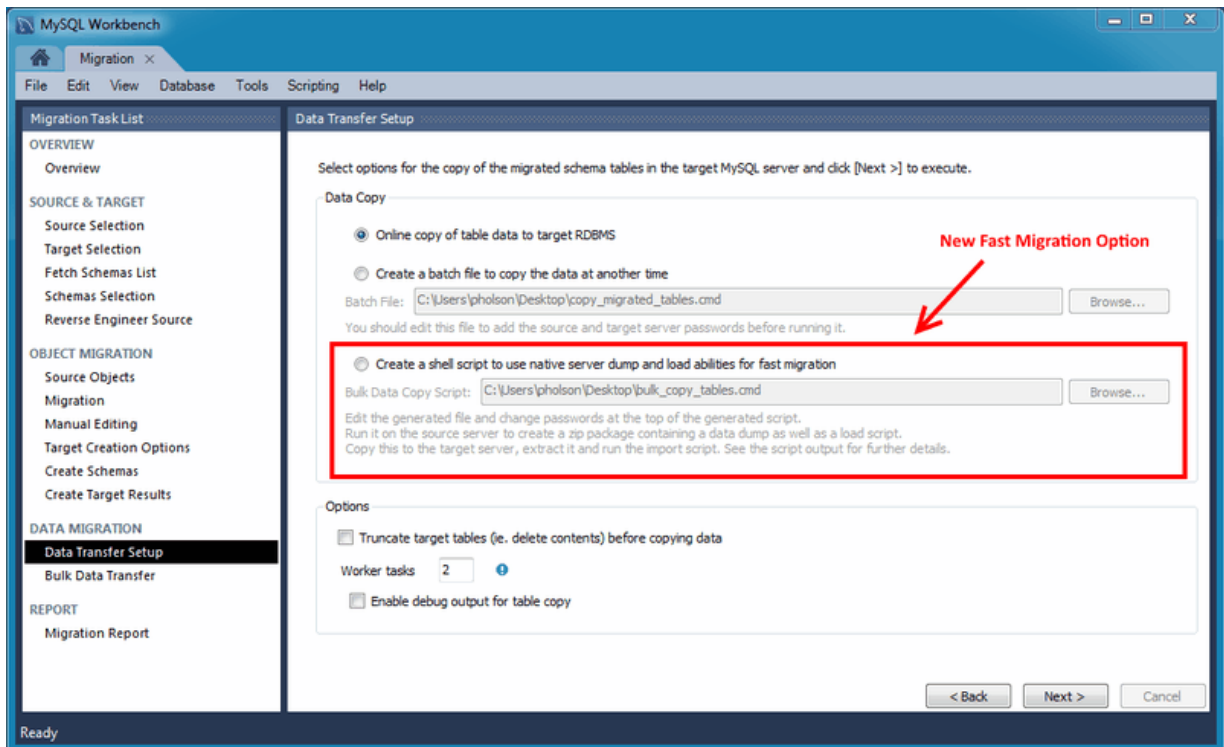 MySQL Workbench
Migration
File Edit View Database Tools Scripting Help
Migration Task List
OVERVIEW
Overview
SOURCE & TARGET
Source Selection
Target Selection
Fetch Schemas List
Schemas Selection
Reverse Engineer Source
OBJECT MIGRATION
Source Objects
Migration
Manual Editing
Target Creation Options
Create Schemas
Create Target Results
DATA MIGRATION
Data Transfer Setup
Bulk Data Transfer
REPORT
Migration Report
Data Transfer Setup
Select options for the copy of the migrated schema tables in the target MySQL server and click [Next >] to execute.
Data Copy
Online copy of table data to target RDBMS
New Fast Migration Option
Create a batch file to copy the data at another time
Batch File: C:\Users\pholson\Desktop\copy_migrated_tables.cmd Browse...
You should edit this file to add the source and target server passwords before running it.
Create a shell script to use native server dump and load abilities for fast migration
Bulk Data Copy Script: C:\Users\pholson\Desktop\bulk_copy_tables.cmd Browse...
Edit the generated file and change passwords at the top of the generated script.
Run it on the source server to create a zip package containing a data dump as well as a load script.
Copy this to the target server, extract it and run the import script. See the script output for further details.
Options
Truncate target tables (ie. delete contents) before copying data
Worker tasks 2
Enable debug output for table copy
< Back Next > Cancel
Ready